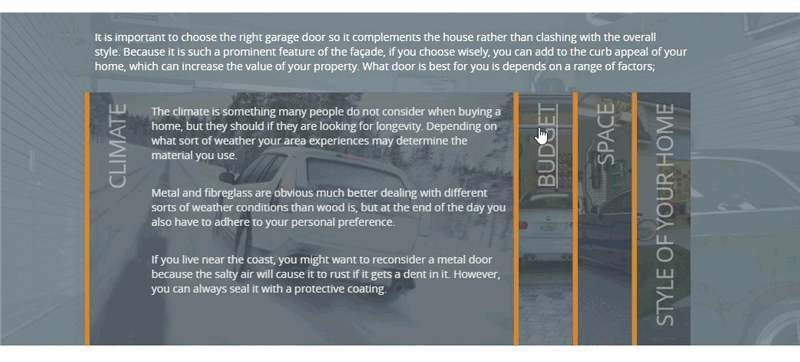 It is important to choose the right garage door so it complements the house rather than clashing with the overall
style. Because it is such a prominent feature of the façade, if you choose wisely, you can add to the curb appeal of your
home, which can increase the value of your property. What door is best for you is depends on a range of factors;
CLIMATE
The climate is something many people do not consider when buying a
home, but they should if they are looking for longevity. Depending on
what sort of weather your area experiences may determine the
material you use.
Metal and fibreglass are obvious much better dealing with different
sorts of weather conditions than wood is, but at the end of the day you
also have to adhere to your personal preference.
If you live near the coast, you might want to reconsider a metal door
because the salty air will cause it to rust if it gets a dent in it. However,
you can always seal it with a protective coating.
BUDGET
SPACE
STYLE OF YOUR HOME